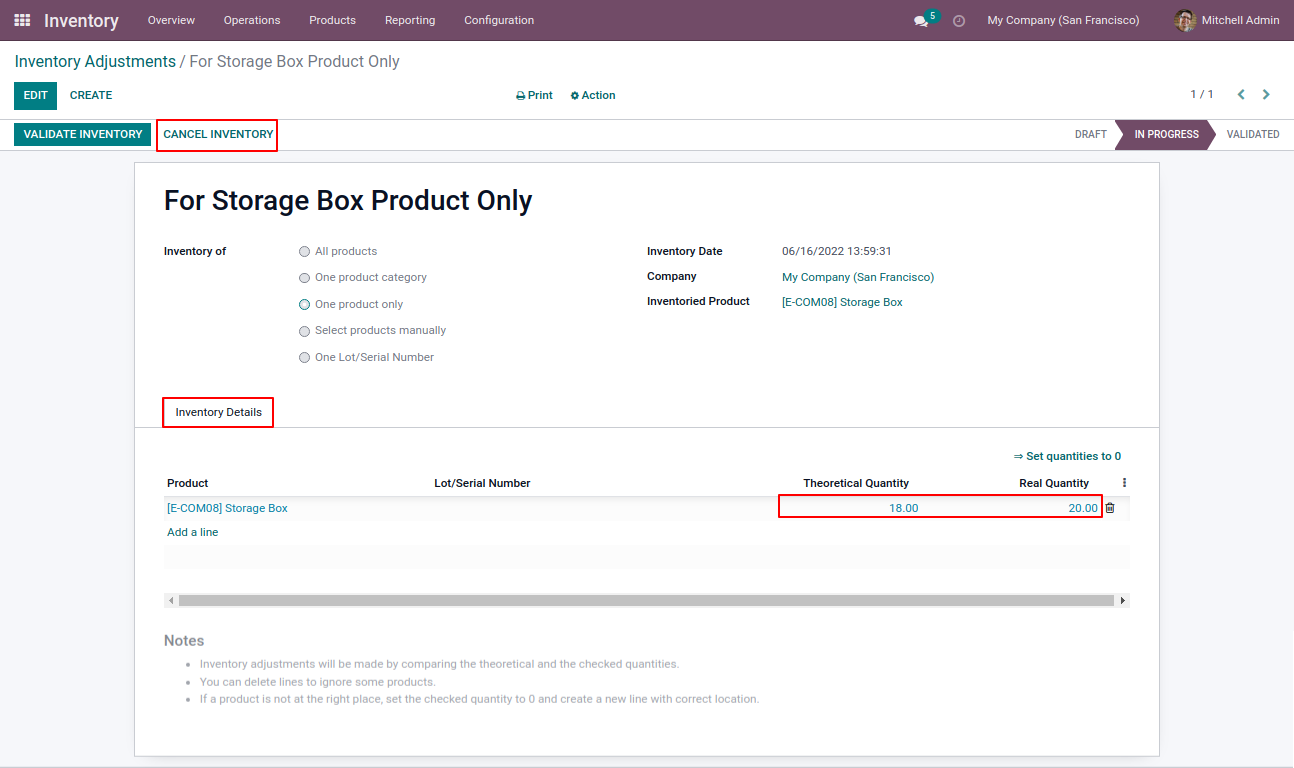 Inventory Overview Operations Products Reporting Configuration 5 My Company (San Francisco) Mitchell Admin
Inventory Adjustments / For Storage Box Product Only
EDIT CREATE Print Action 1 / 1
VALIDATE INVENTORY CANCEL INVENTORY DRAFT IN PROGRESS VALIDATED
For Storage Box Product Only
Inventory of All products Inventory Date 06/16/2022 13:59:31
One product category Company My Company (San Francisco)
One product only Inventoried Product [E-COM08] Storage Box
Select products manually
One Lot/Serial Number
Inventory Details
⇒ Set quantities to 0
Product Lot/Serial Number Theoretical Quantity Real Quantity
[E-COM08] Storage Box 18.00 20.00
Add a line
Notes
Inventory adjustments will be made by comparing the theoretical and the checked quantities.
You can delete lines to ignore some products.
If a product is not at the right place, set the checked quantity to 0 and create a new line with correct location.